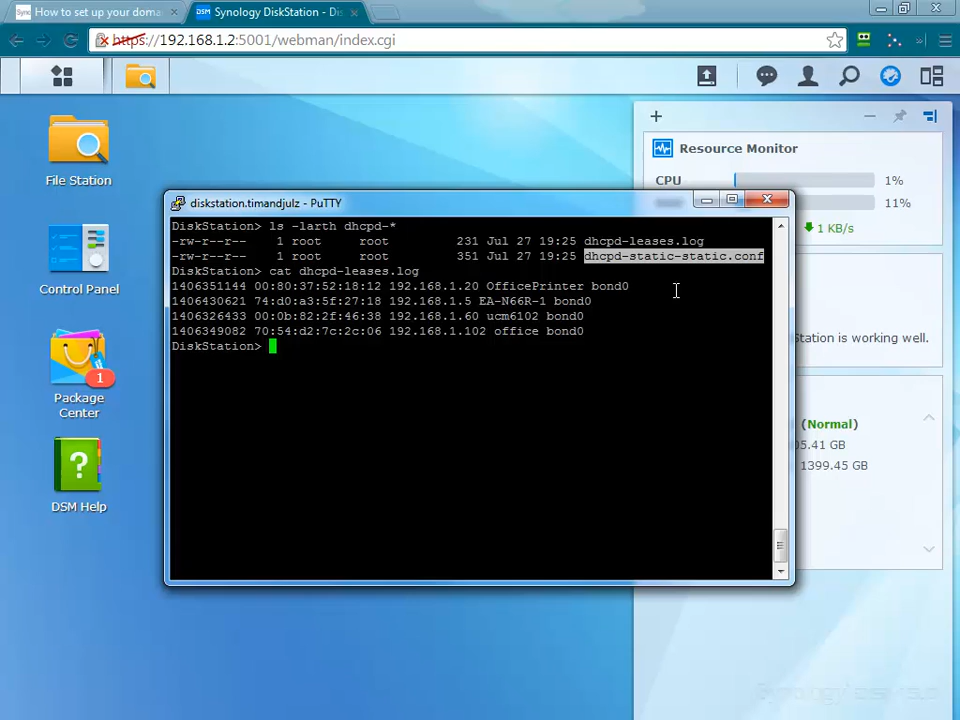 How to set up your doma
Synology DiskStation - Dis
https://192.168.1.2:5001/webman/index.cgi
File Station
Control Panel
1
Package
Center
DSM Help
Resource Monitor
CPU
1%
11%
1 KB/s
Station is working well.
(Normal)
05.41 GB
1399.45 GB
diskstation.timandjulz - PuTTY
DiskStation> ls -larth dhcpd-*
-rw-r--r-- 1 root root 231 Jul 27 19:25 dhcpd-leases.log
-rw-r--r-- 1 root root 351 Jul 27 19:25 dhcpd-static-static.conf
DiskStation> cat dhcpd-leases.log
1406351144 00:80:37:52:18:12 192.168.1.20 OfficePrinter bond0
1406430621 74:d0:a3:5f:27:18 192.168.1.5 EA-N66R-1 bond0
1406326433 00:0b:82:2f:46:38 192.168.1.60 ucm6102 bond0
1406349082 70:54:d2:7c:2c:06 192.168.1.102 office bond0
DiskStation>